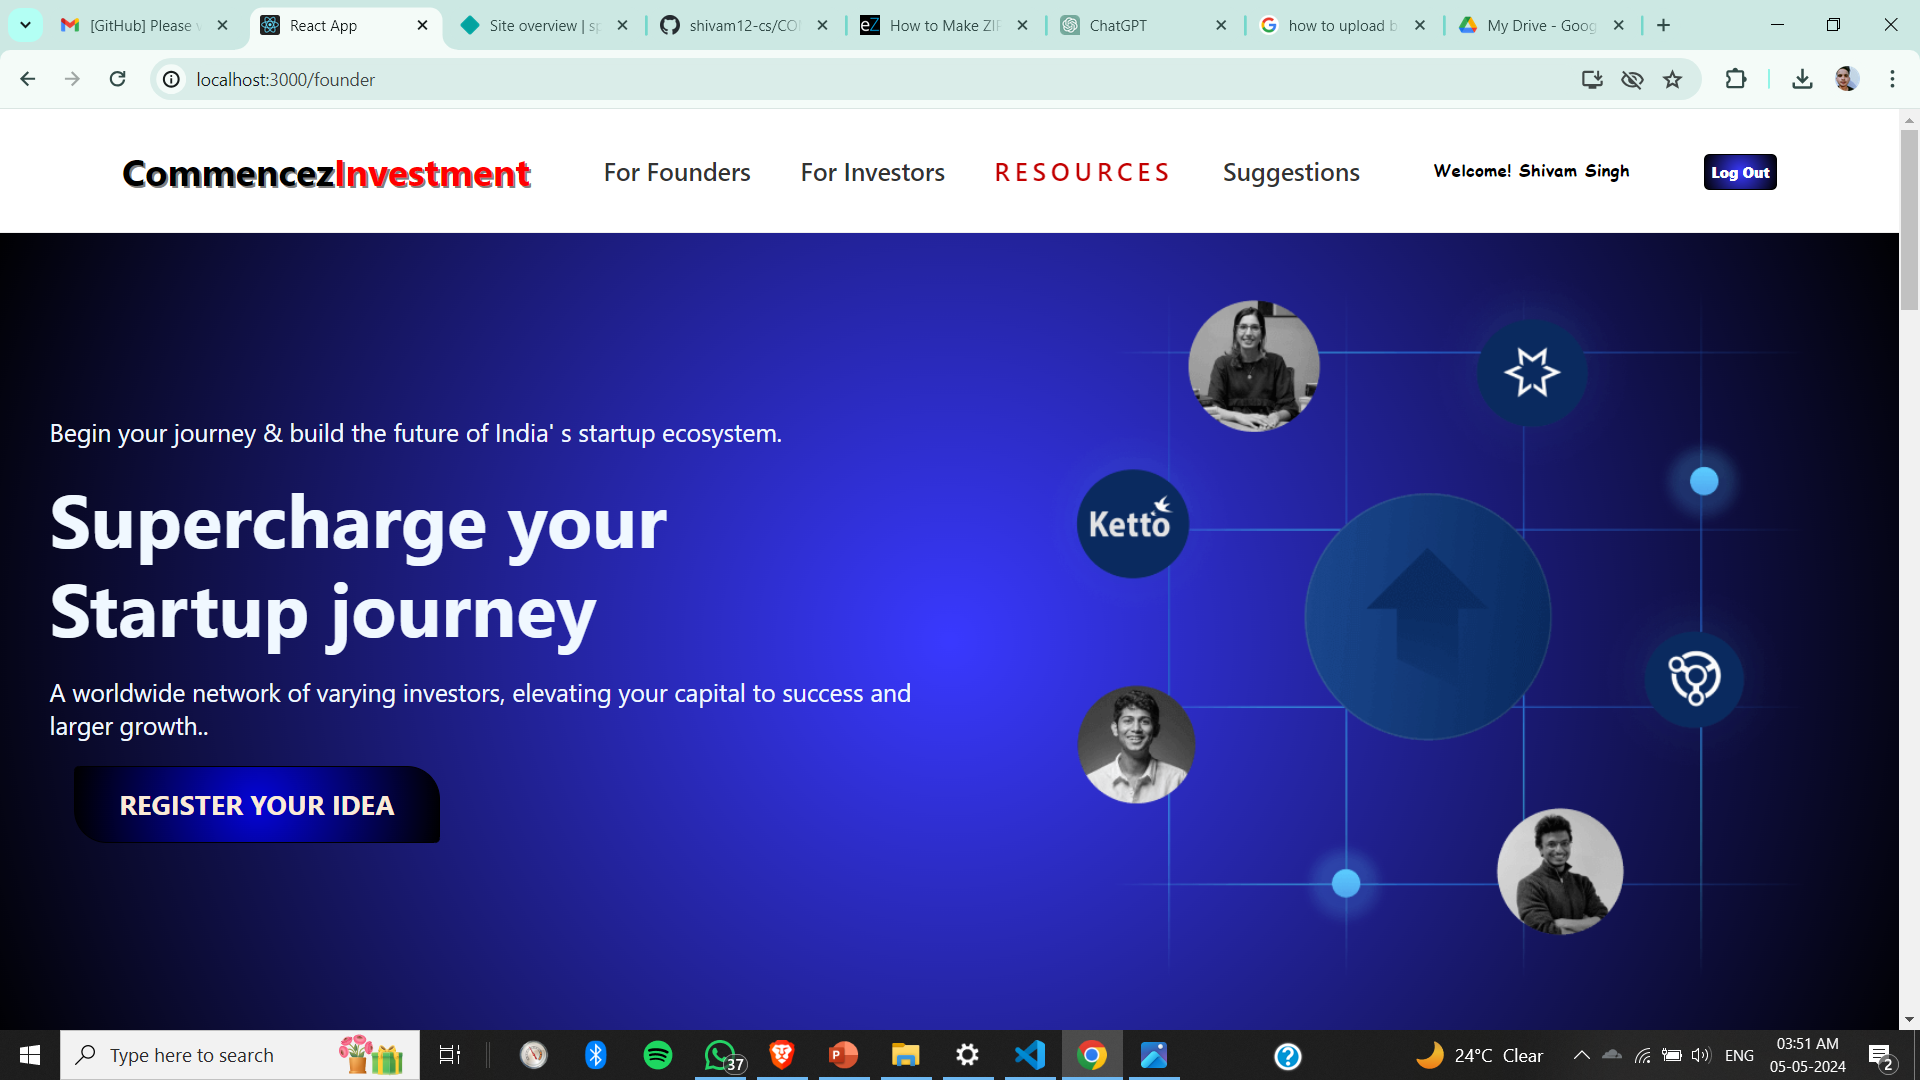 [GitHub] Please v
React App
Site overview | sp
shivam12-cs/COI
How to Make ZIP
ChatGPT
how to upload b
My Drive - Goog
localhost:3000/founder
CommencezInvestment
For Founders
For Investors
RESOURCES
Suggestions
Welcome! Shivam Singh
Log Out
Begin your journey & build the future of India' s startup ecosystem.
Ketto
Supercharge your
Startup journey
A worldwide network of varying investors, elevating your capital to success and
larger growth..
REGISTER YOUR IDEA
Type here to search
37
24°C Clear
ENG
03:51 AM
05-05-2024
2